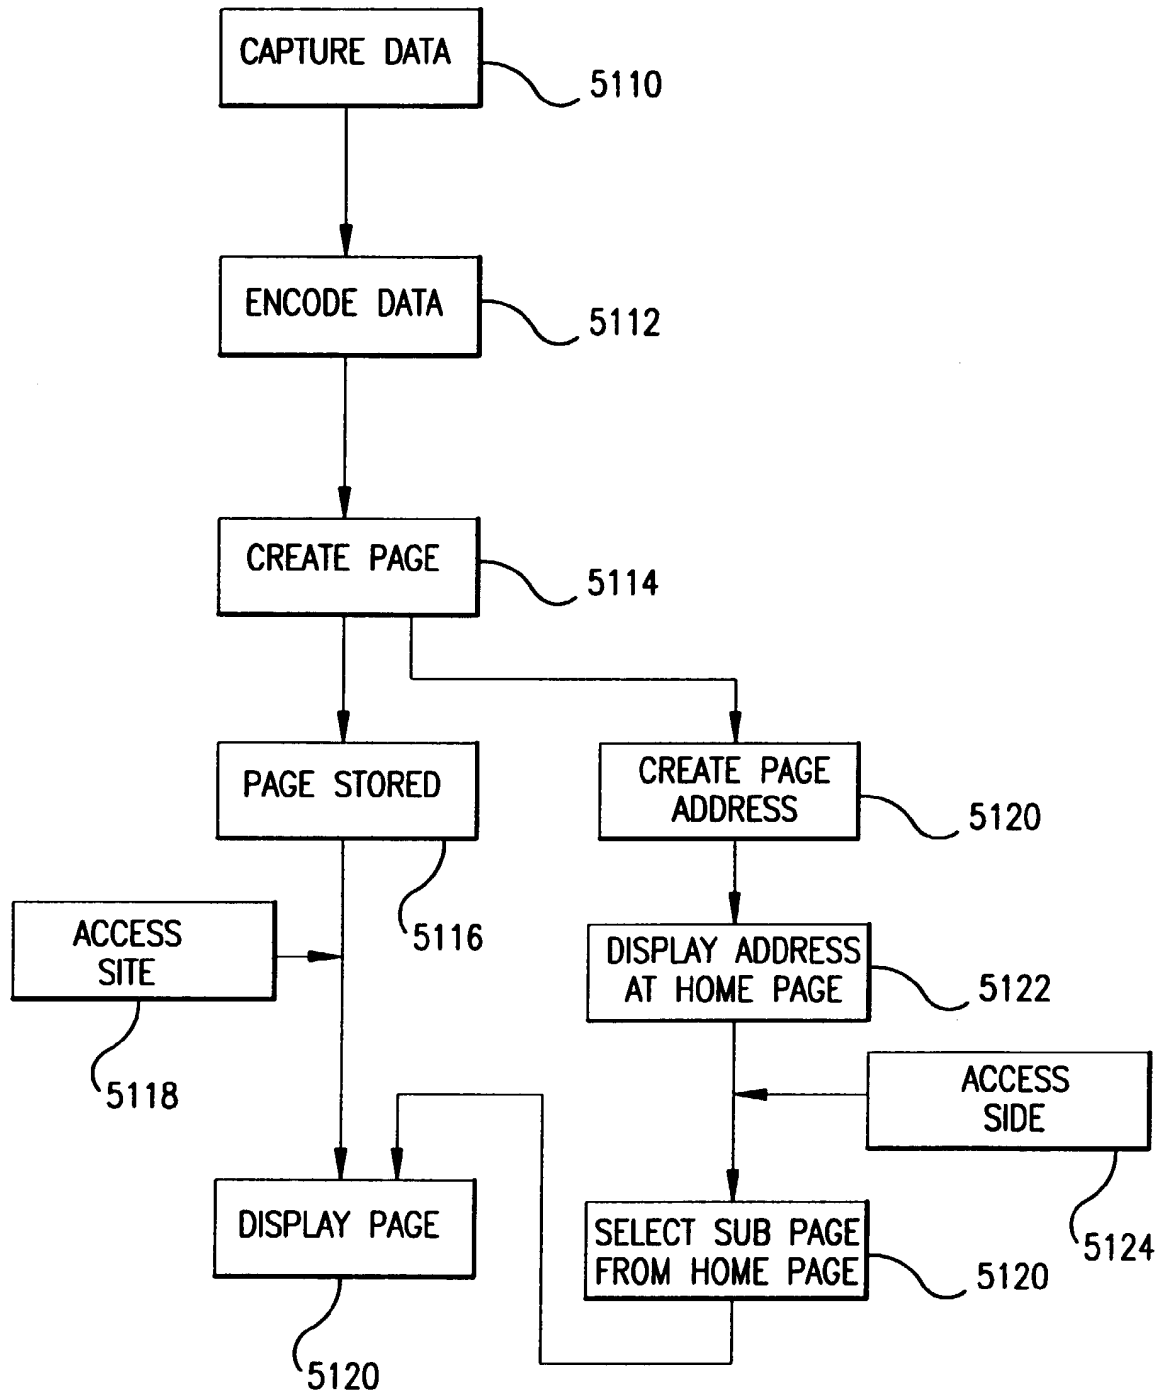 CAPTURE DATA
5110
ENCODE DATA
5112
CREATE PAGE
5114
PAGE STORED
5116
CREATE PAGE
ADDRESS
5120
ACCESS
SITE
5118
DISPLAY ADDRESS
AT HOME PAGE
5122
ACCESS
SIDE
5124
DISPLAY PAGE
5120
SELECT SUB PAGE
FROM HOME PAGE
5120